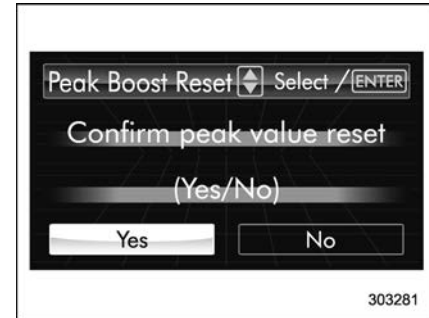 Peak Boost Reset Select /ENTER
Confirm peak value reset
(Yes/No)
Yes No
303281